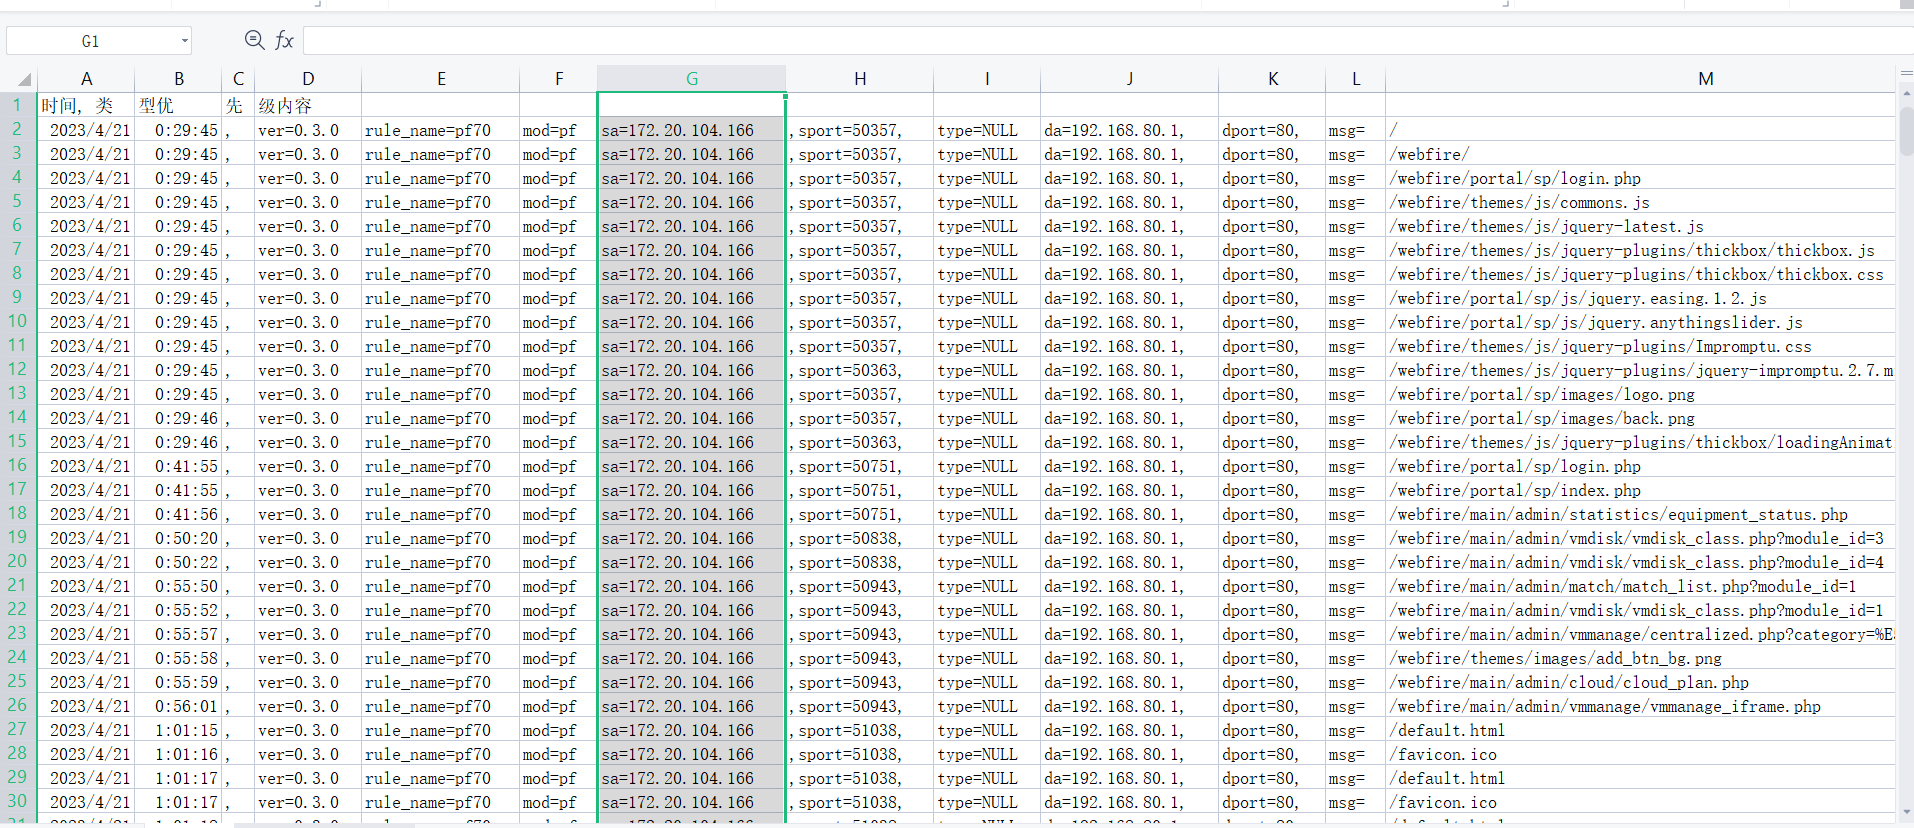 G1
fx
A B C D E F G H I J K L M
1 时间，类 型优 先 级内容
2 2023/4/21 0:29:45 , ver=0.3.0 rule_name=pf70 mod=pf sa=172.20.104.166 ,sport=50357, type=NULL da=192.168.80.1, dport=80, msg= /
3 2023/4/21 0:29:45 , ver=0.3.0 rule_name=pf70 mod=pf sa=172.20.104.166 ,sport=50357, type=NULL da=192.168.80.1, dport=80, msg= /webfire/
4 2023/4/21 0:29:45 , ver=0.3.0 rule_name=pf70 mod=pf sa=172.20.104.166 ,sport=50357, type=NULL da=192.168.80.1, dport=80, msg= /webfire/portal/sp/login.php
5 2023/4/21 0:29:45 , ver=0.3.0 rule_name=pf70 mod=pf sa=172.20.104.166 ,sport=50357, type=NULL da=192.168.80.1, dport=80, msg= /webfire/themes/js/commons.js
6 2023/4/21 0:29:45 , ver=0.3.0 rule_name=pf70 mod=pf sa=172.20.104.166 ,sport=50357, type=NULL da=192.168.80.1, dport=80, msg= /webfire/themes/js/jquery-latest.js
7 2023/4/21 0:29:45 , ver=0.3.0 rule_name=pf70 mod=pf sa=172.20.104.166 ,sport=50357, type=NULL da=192.168.80.1, dport=80, msg= /webfire/themes/js/jquery-plugins/thickbox/thickbox.js
8 2023/4/21 0:29:45 , ver=0.3.0 rule_name=pf70 mod=pf sa=172.20.104.166 ,sport=50357, type=NULL da=192.168.80.1, dport=80, msg= /webfire/themes/js/jquery-plugins/thickbox/thickbox.css
9 2023/4/21 0:29:45 , ver=0.3.0 rule_name=pf70 mod=pf sa=172.20.104.166 ,sport=50357, type=NULL da=192.168.80.1, dport=80, msg= /webfire/portal/sp/js/jquery.easing.1.2.js
10 2023/4/21 0:29:45 , ver=0.3.0 rule_name=pf70 mod=pf sa=172.20.104.166 ,sport=50357, type=NULL da=192.168.80.1, dport=80, msg= /webfire/portal/sp/js/jquery.anythingslider.js
11 2023/4/21 0:29:45 , ver=0.3.0 rule_name=pf70 mod=pf sa=172.20.104.166 ,sport=50357, type=NULL da=192.168.80.1, dport=80, msg= /webfire/themes/js/jquery-plugins/Impromptu.css
12 2023/4/21 0:29:45 , ver=0.3.0 rule_name=pf70 mod=pf sa=172.20.104.166 ,sport=50363, type=NULL da=192.168.80.1, dport=80, msg= /webfire/themes/js/jquery-plugins/jquery-impromptu.2.7.m
13 2023/4/21 0:29:45 , ver=0.3.0 rule_name=pf70 mod=pf sa=172.20.104.166 ,sport=50357, type=NULL da=192.168.80.1, dport=80, msg= /webfire/portal/sp/images/logo.png
14 2023/4/21 0:29:46 , ver=0.3.0 rule_name=pf70 mod=pf sa=172.20.104.166 ,sport=50357, type=NULL da=192.168.80.1, dport=80, msg= /webfire/portal/sp/images/back.png
15 2023/4/21 0:29:46 , ver=0.3.0 rule_name=pf70 mod=pf sa=172.20.104.166 ,sport=50363, type=NULL da=192.168.80.1, dport=80, msg= /webfire/themes/js/jquery-plugins/thickbox/loadingAnimat
16 2023/4/21 0:41:55 , ver=0.3.0 rule_name=pf70 mod=pf sa=172.20.104.166 ,sport=50751, type=NULL da=192.168.80.1, dport=80, msg= /webfire/portal/sp/login.php
17 2023/4/21 0:41:55 , ver=0.3.0 rule_name=pf70 mod=pf sa=172.20.104.166 ,sport=50751, type=NULL da=192.168.80.1, dport=80, msg= /webfire/portal/sp/index.php
18 2023/4/21 0:41:56 , ver=0.3.0 rule_name=pf70 mod=pf sa=172.20.104.166 ,sport=50751, type=NULL da=192.168.80.1, dport=80, msg= /webfire/main/admin/statistics/equipment_status.php
19 2023/4/21 0:50:20 , ver=0.3.0 rule_name=pf70 mod=pf sa=172.20.104.166 ,sport=50838, type=NULL da=192.168.80.1, dport=80, msg= /webfire/main/admin/vmdisk/vmdisk_class.php?module_id=3
20 2023/4/21 0:50:22 , ver=0.3.0 rule_name=pf70 mod=pf sa=172.20.104.166 ,sport=50838, type=NULL da=192.168.80.1, dport=80, msg= /webfire/main/admin/vmdisk/vmdisk_class.php?module_id=4
21 2023/4/21 0:55:50 , ver=0.3.0 rule_name=pf70 mod=pf sa=172.20.104.166 ,sport=50943, type=NULL da=192.168.80.1, dport=80, msg= /webfire/main/admin/match/match_list.php?module_id=1
22 2023/4/21 0:55:52 , ver=0.3.0 rule_name=pf70 mod=pf sa=172.20.104.166 ,sport=50943, type=NULL da=192.168.80.1, dport=80, msg= /webfire/main/admin/vmdisk/vmdisk_class.php?module_id=1
23 2023/4/21 0:55:57 , ver=0.3.0 rule_name=pf70 mod=pf sa=172.20.104.166 ,sport=50943, type=NULL da=192.168.80.1, dport=80, msg= /webfire/main/admin/vmmanage/centralized.php?category=%E
24 2023/4/21 0:55:58 , ver=0.3.0 rule_name=pf70 mod=pf sa=172.20.104.166 ,sport=50943, type=NULL da=192.168.80.1, dport=80, msg= /webfire/themes/images/add_btn_bg.png
25 2023/4/21 0:55:59 , ver=0.3.0 rule_name=pf70 mod=pf sa=172.20.104.166 ,sport=50943, type=NULL da=192.168.80.1, dport=80, msg= /webfire/main/admin/cloud/cloud_plan.php
26 2023/4/21 0:56:01 , ver=0.3.0 rule_name=pf70 mod=pf sa=172.20.104.166 ,sport=50943, type=NULL da=192.168.80.1, dport=80, msg= /webfire/main/admin/vmmanage/vmmanage_iframe.php
27 2023/4/21 1:01:15 , ver=0.3.0 rule_name=pf70 mod=pf sa=172.20.104.166 ,sport=51038, type=NULL da=192.168.80.1, dport=80, msg= /default.html
28 2023/4/21 1:01:16 , ver=0.3.0 rule_name=pf70 mod=pf sa=172.20.104.166 ,sport=51038, type=NULL da=192.168.80.1, dport=80, msg= /favicon.ico
29 2023/4/21 1:01:17 , ver=0.3.0 rule_name=pf70 mod=pf sa=172.20.104.166 ,sport=51038, type=NULL da=192.168.80.1, dport=80, msg= /default.html
30 2023/4/21 1:01:17 , ver=0.3.0 rule_name=pf70 mod=pf sa=172.20.104.166 ,sport=51038, type=NULL da=192.168.80.1, dport=80, msg= /favicon.ico